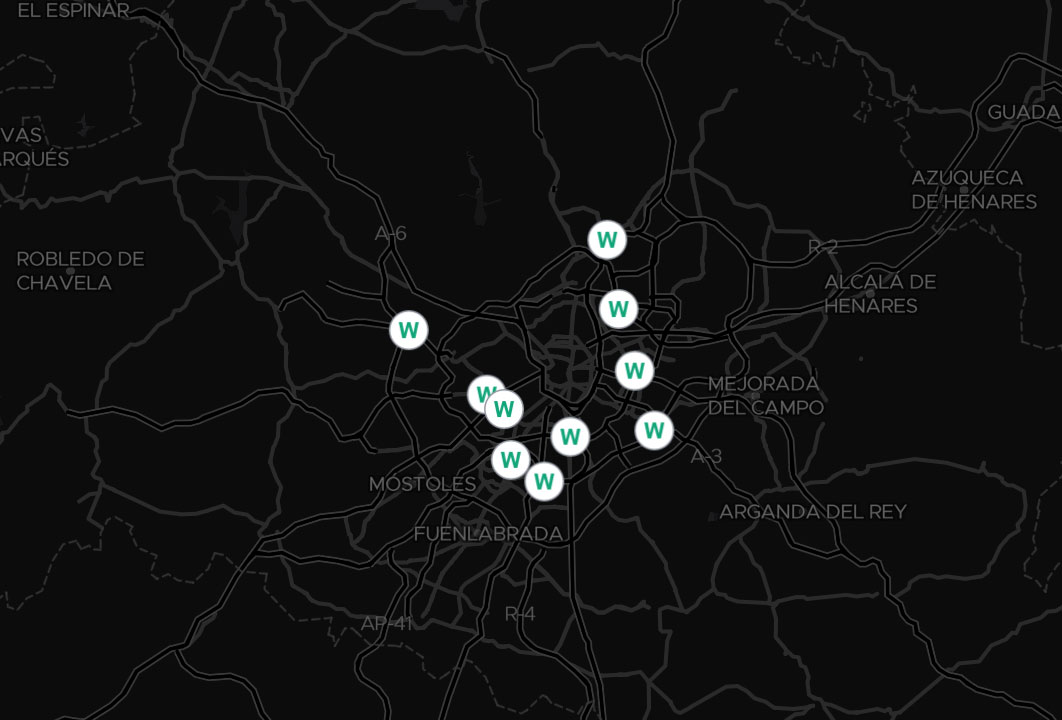 EL ESPINAR
GUADA
VAS
ARQUÉS
AZUQUECA
DE HENARES
A-6
W
R-2
ROBLEDO DE
CHAVELA
ALCALÁ DE
HENARES
W
W
W
MEJORADA
DEL CAMPO
W
W
W
W
A-3
W
MÓSTOLES
W
ARGANDA DEL REY
FUENLABRADA
R-4
AP-41